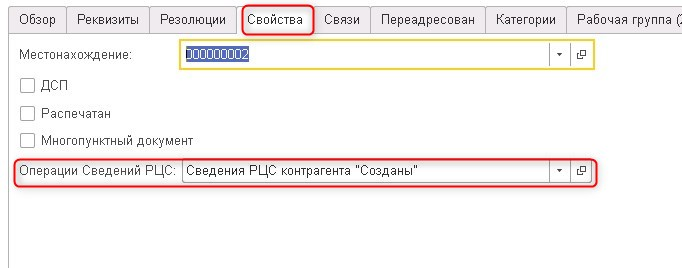 Обзор Реквизиты Резолюции Свойства Связи Переадресован Категории Рабочая группа (2
Местонахождение: 000000002
ДСП
Распечатан
Многопунктный документ
Операции Сведений РЦС: Сведения РЦС контрагента "Созданы"